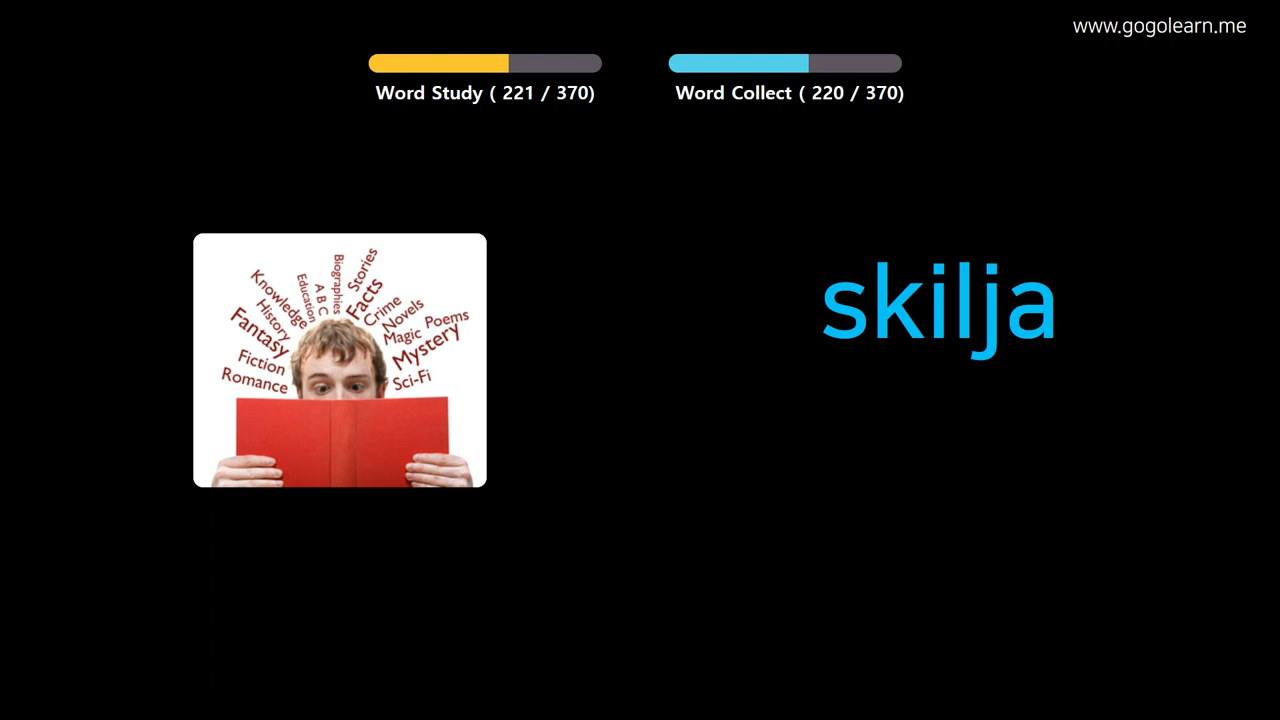 www.gogolearn.me
Word Study ( 221 / 370)
Word Collect ( 220 / 370)
skilja
Knowledge
History
Fantasy
Fiction
Romance
Education
A B C
Biographies
Stories
Facts
Crime
Novels
Magic
Poems
Mystery
Sci-Fi